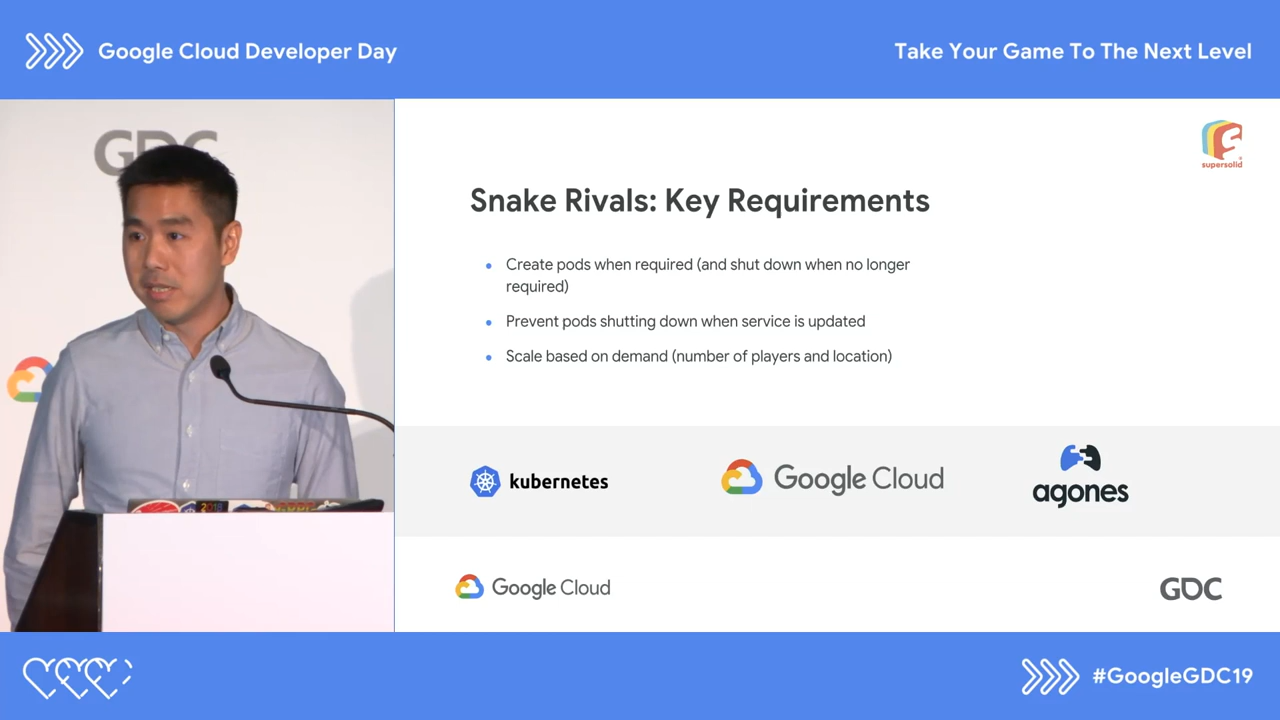 Google Cloud Developer Day
Take Your Game To The Next Level
GDC
supersolid
Snake Rivals: Key Requirements
Create pods when required (and shut down when no longer
required)
Prevent pods shutting down when service is updated
Scale based on demand (number of players and location)
kubernetes
Google Cloud
agones
Google Cloud
GDC
#GoogleGDC19